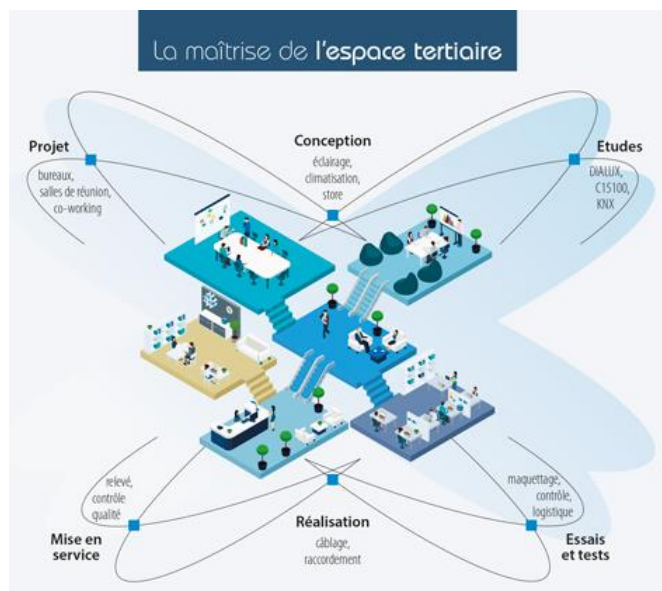 La maîtrise de l'espace tertiaire
Projet
bureaux,
salles de réunion,
co-working
Conception
éclairage,
climatisation,
store
Etudes
DIALUX,
C15100,
KNX
relevé,
contrôle
qualité
Mise en
service
Réalisation
câblage,
raccordement
maquettage,
contrôle,
logistique
Essais
et tests